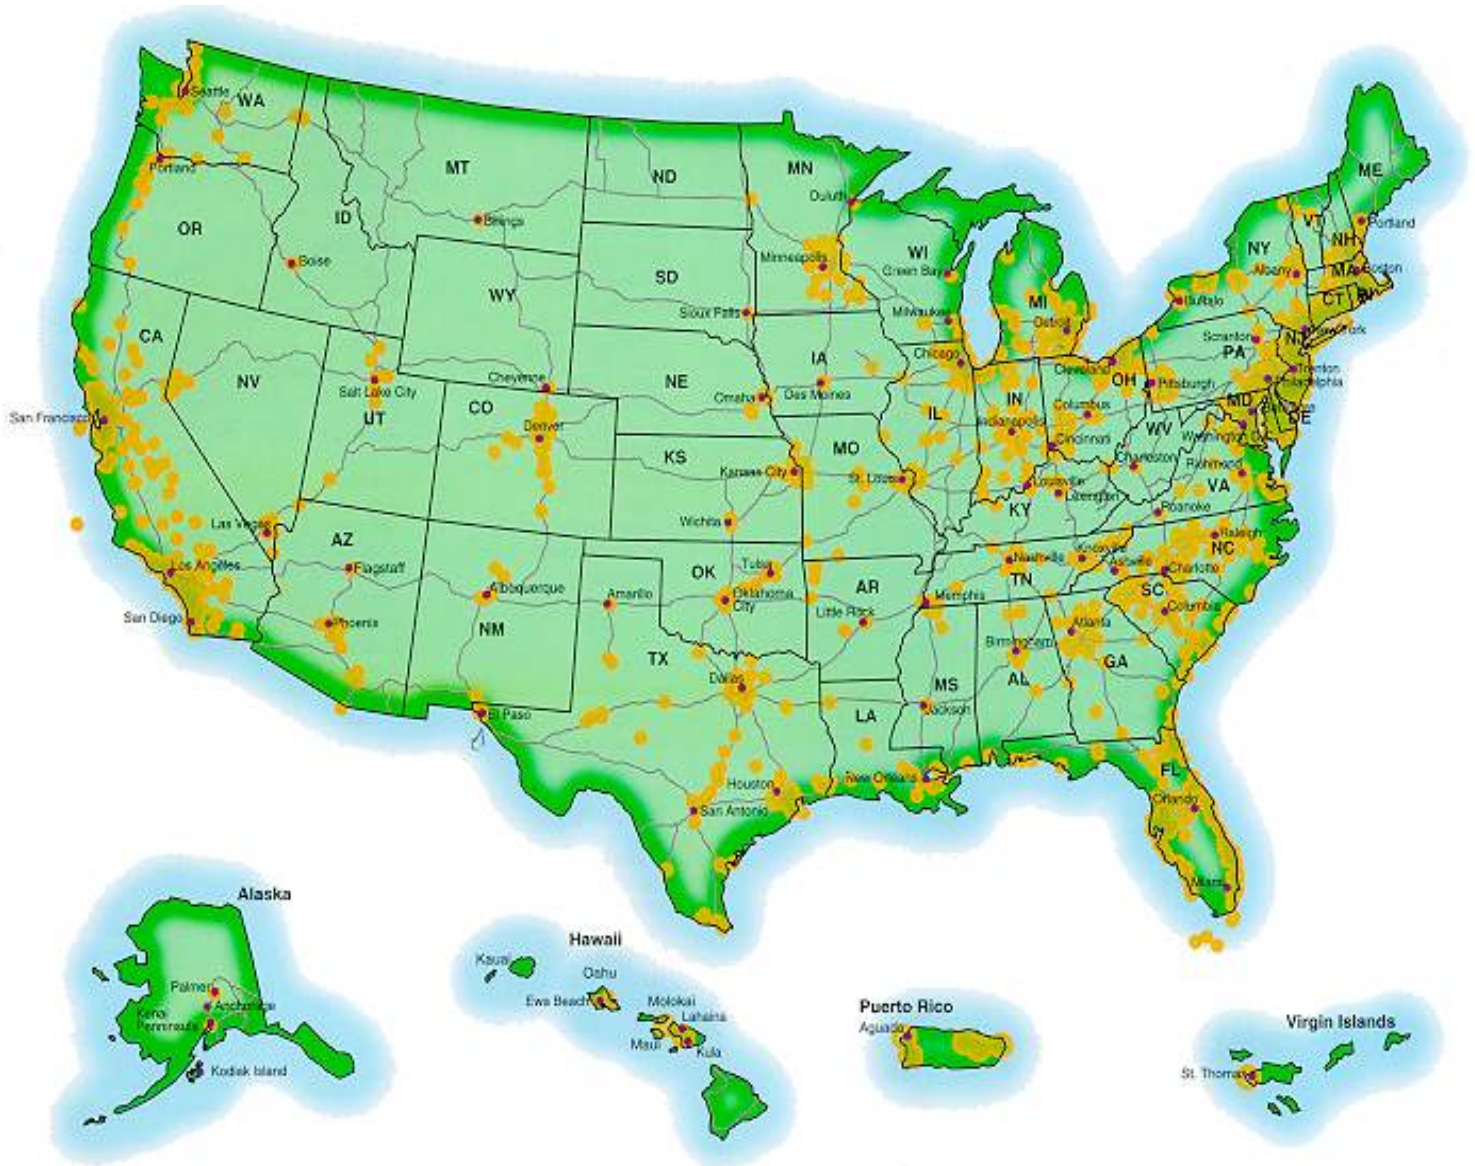 Seattle
WA
Portland
OR
ID
Boise
MT
Billings
ND
MN
Duluth
ME
VT
NH
Portland
NY
MA
Boston
Albany
CT
Buffalo
WI
Green Bay
Minneapolis
SD
WY
Sioux Falls
Milwaukee
MI
Detroit
CA
NV
Salt Lake City
UT
Cheyenne
CO
Denver
NE
Omaha
IA
Des Moines
Chicago
Cleveland
OH
Scranton
PA
Pittsburgh
NJ
New York
Trenton
Philadelphia
MD
DE
San Francisco
KS
Kansas City
MO
St. Louis
IL
IN
Indianapolis
Columbus
Cincinnati
WV
Charleston
Richmond
VA
Louisville
Lexington
KY
Roanoke
Las Vegas
Wichita
Los Angeles
San Diego
AZ
Flagstaff
Phoenix
Albuquerque
NM
El Paso
Amarillo
OK
Tulsa
Oklahoma
City
AR
Little Rock
Memphis
Nashville
TN
Knoxville
Raleigh
NC
Charlotte
SC
Columbia
Atlanta
GA
Birmingham
AL
MS
Jackson
LA
New Orleans
TX
Dallas
Houston
San Antonio
FL
Orlando
Miami
Alaska
Palmer
Anchorage
Kenai
Penninsula
Kodiak Island
Hawaii
Kauai
Oahu
Ewa Beach
Molokai
Lahaina
Maui
Kula
Puerto Rico
Aguada
Virgin Islands
St. Thomas